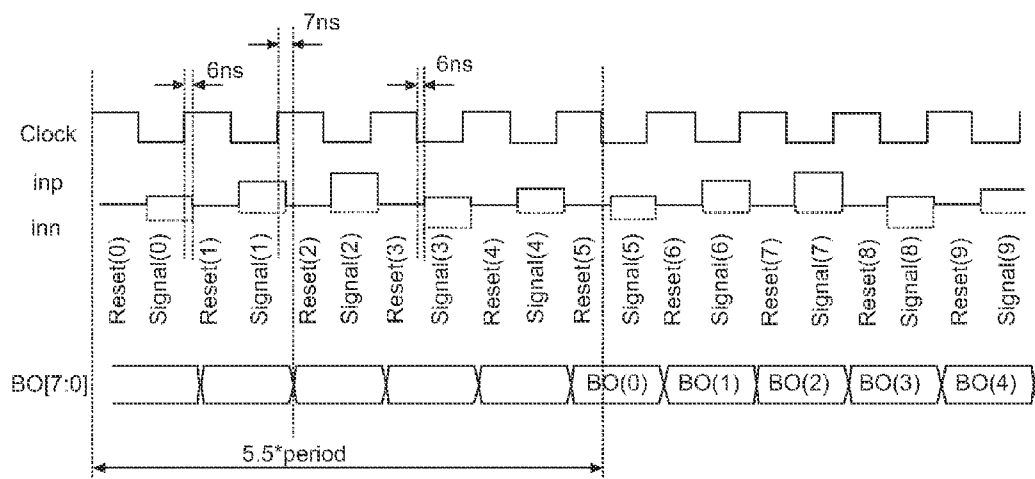 7ns
6ns
6ns
Clock
inp
inn
Reset(0)
Signal(0)
Reset(1)
Signal(1)
Reset(2)
Signal(2)
Reset(3)
Signal(3)
Reset(4)
Signal(4)
Reset(5)
Signal(5)
Reset(6)
Signal(6)
Reset(7)
Signal(7)
Reset(8)
Signal(8)
Reset(9)
Signal(9)
BO[7:0]
BO(0)
BO(1)
BO(2)
BO(3)
BO(4)
5.5*period